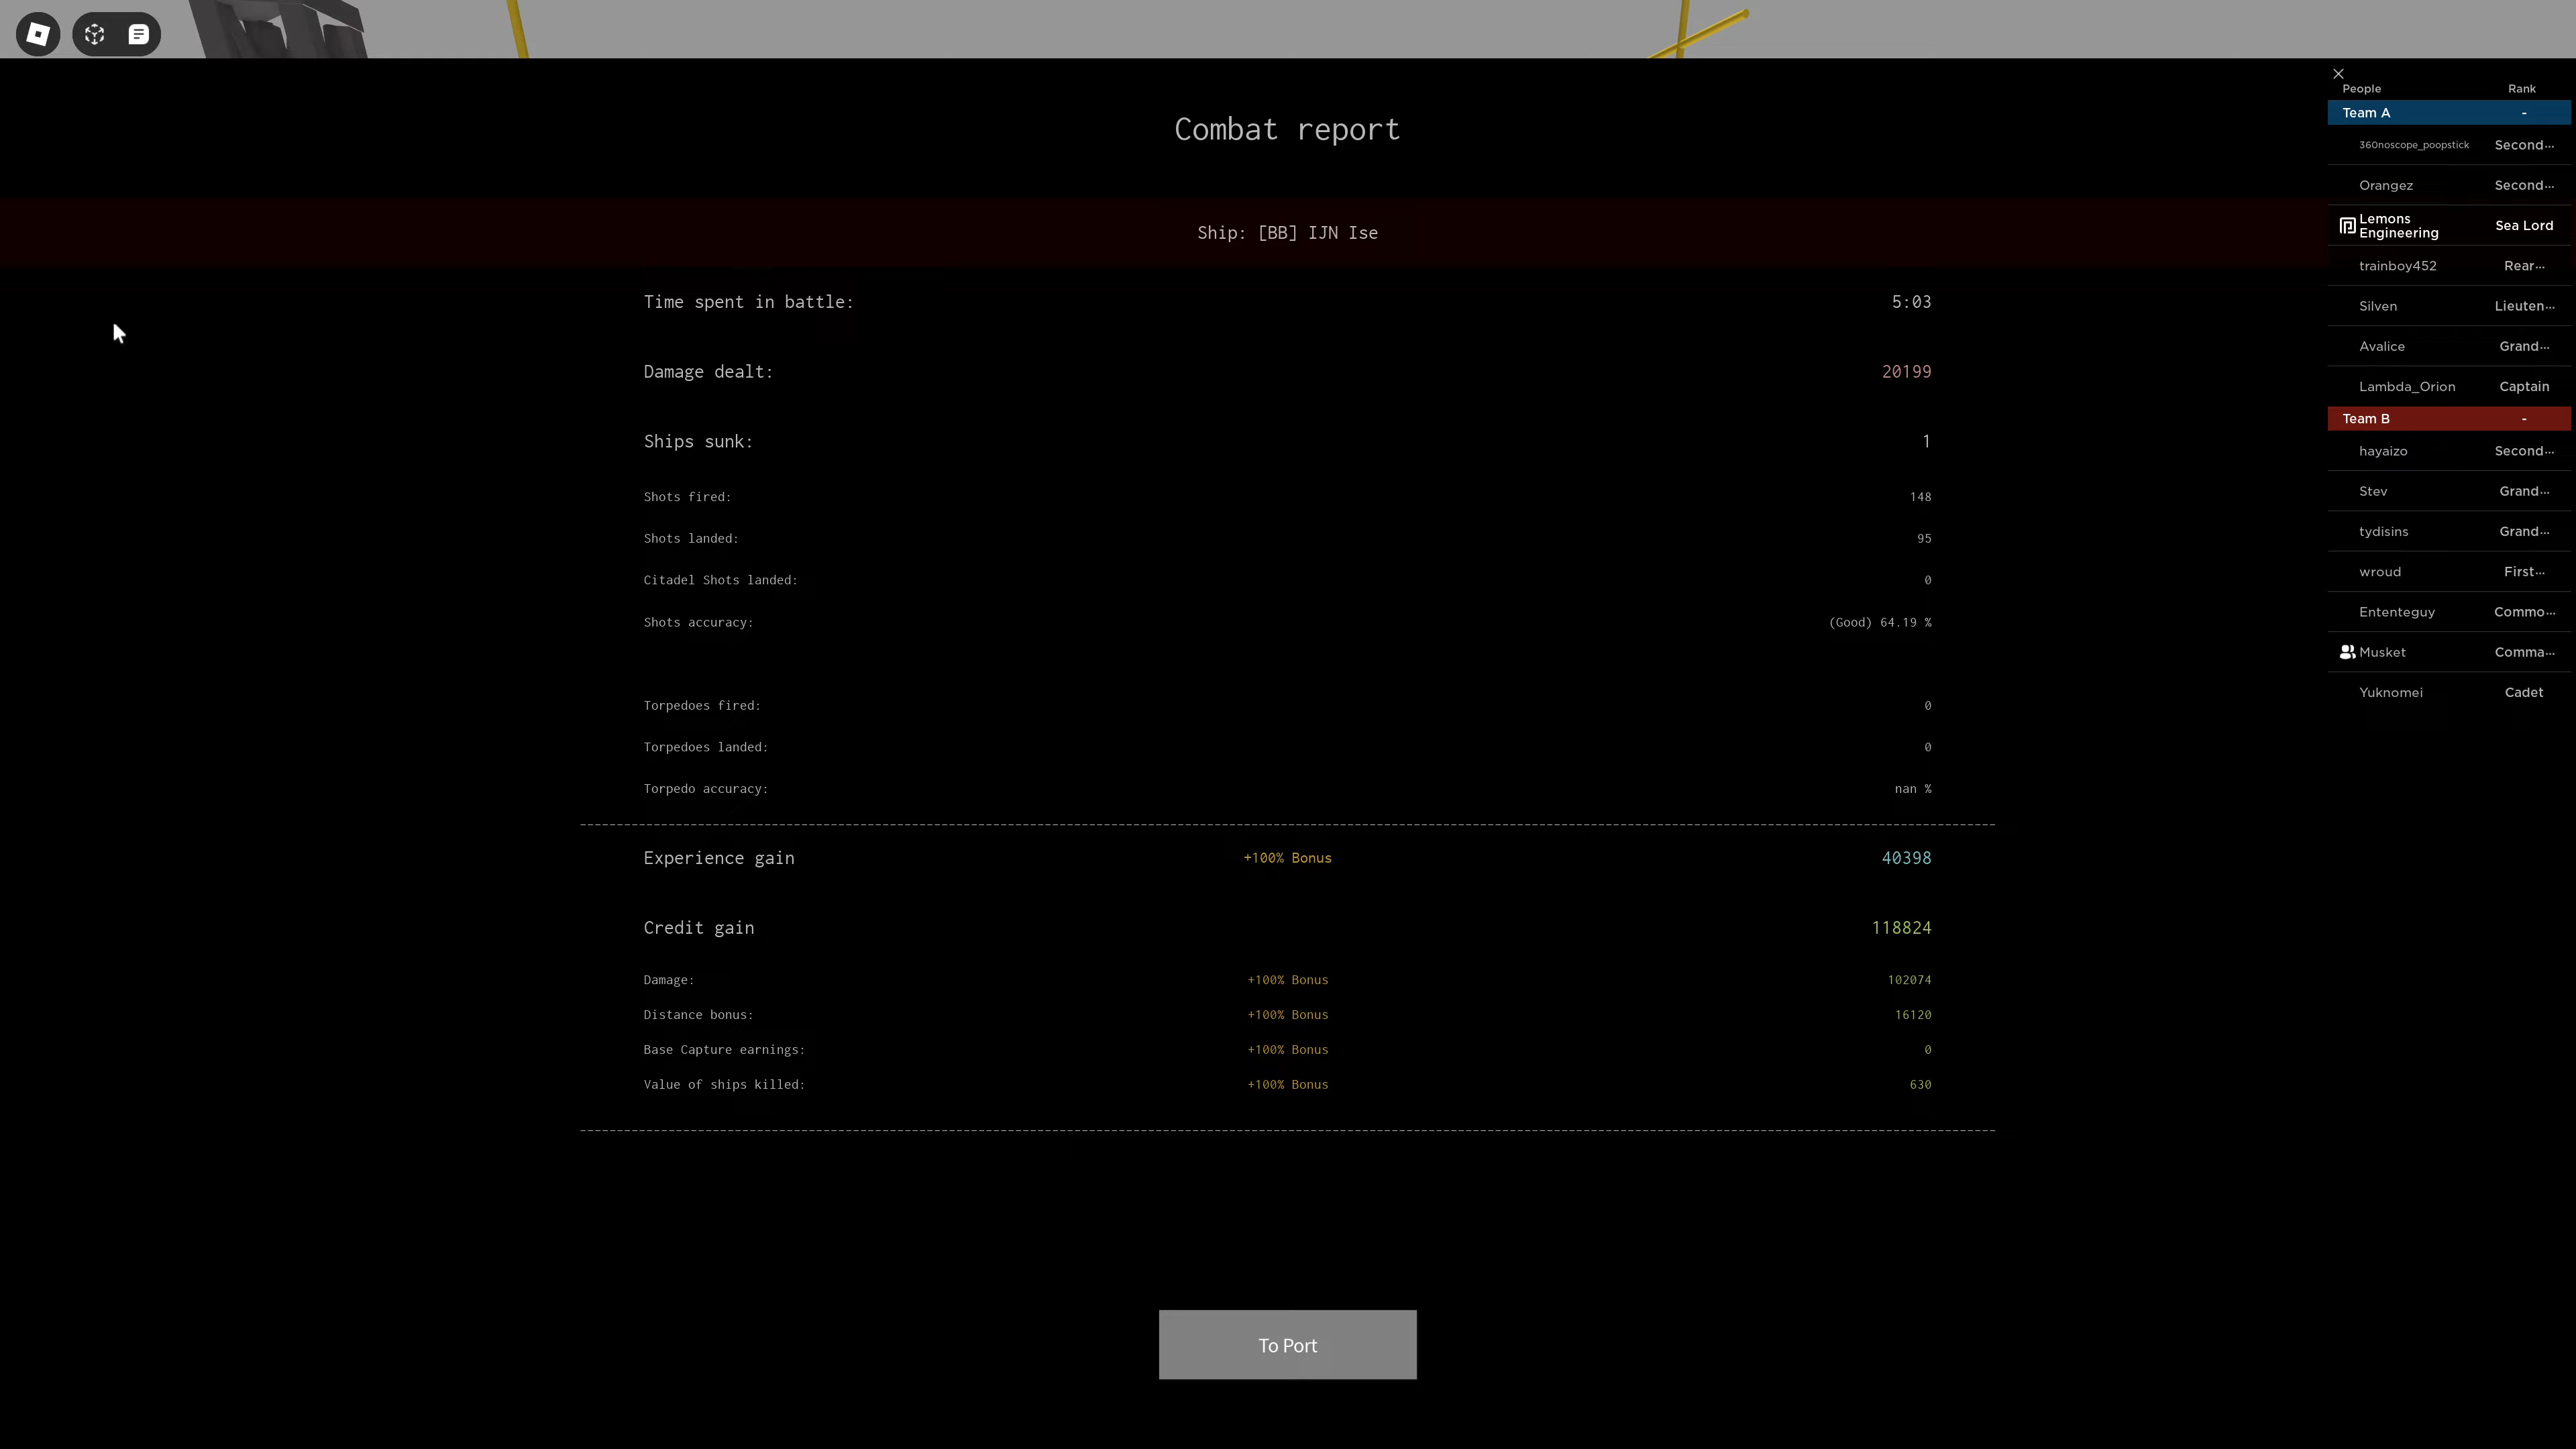 Combat report
Ship: [BB] IJN Ise
Time spent in battle: 5:03
Damage dealt: 20199
Ships sunk: 1
Shots fired: 148
Shots landed: 95
Citadel Shots landed: 0
Shots accuracy: (Good) 64.19 %
Torpedoes fired: 0
Torpedoes landed: 0
Torpedo accuracy: nan %
Experience gain +100% Bonus 40398
Credit gain 118824
Damage: +100% Bonus 102074
Distance bonus: +100% Bonus 16120
Base Capture earnings: +100% Bonus 0
Value of ships killed: +100% Bonus 630
To Port
People Rank
Team A -
360noscope_poopstick Second...
Orangez Second...
Lemons
Engineering Sea Lord
trainboy452 Rear...
Silven Lieuten...
Avalice Grand...
Lambda_Orion Captain
Team B -
hayaizo Second...
Stev Grand...
tydisins Grand...
wroud First...
Ententeguy Commo...
Musket Comma...
Yuknomei Cadet